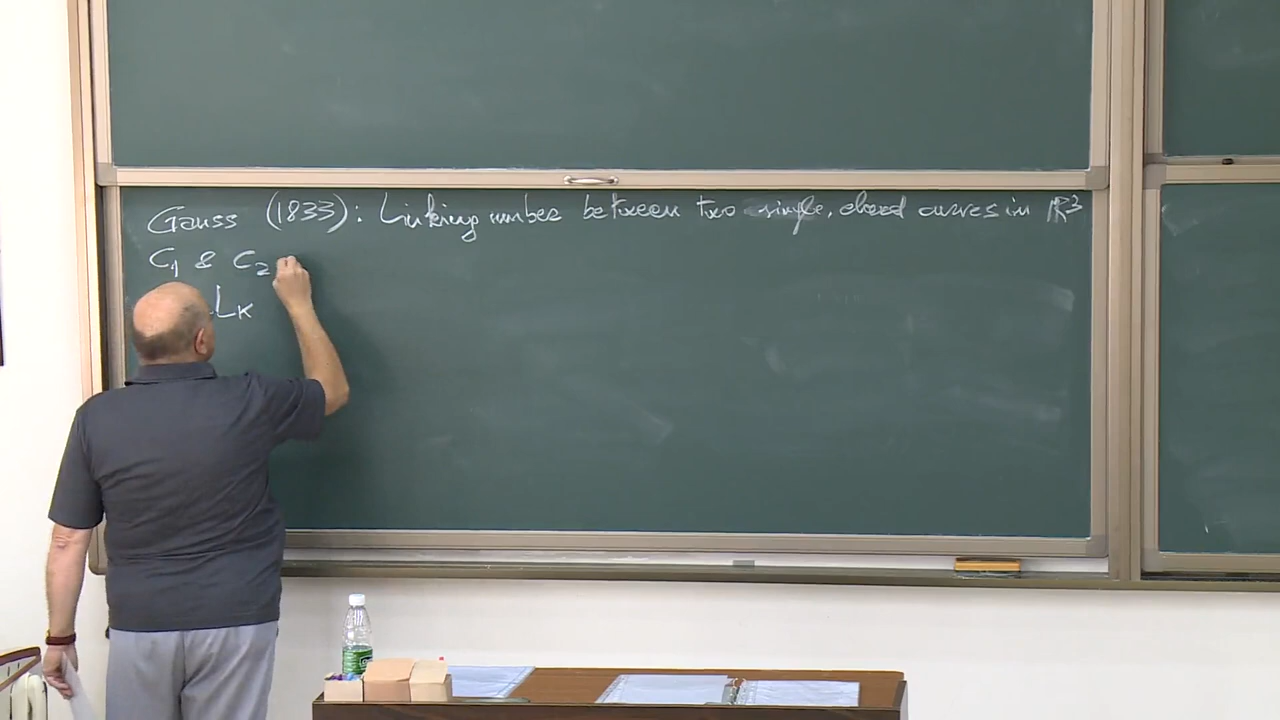 Gauss (1833): Linking number between two simple, closed curves in ℝ³
C₁ & C₂
Lk